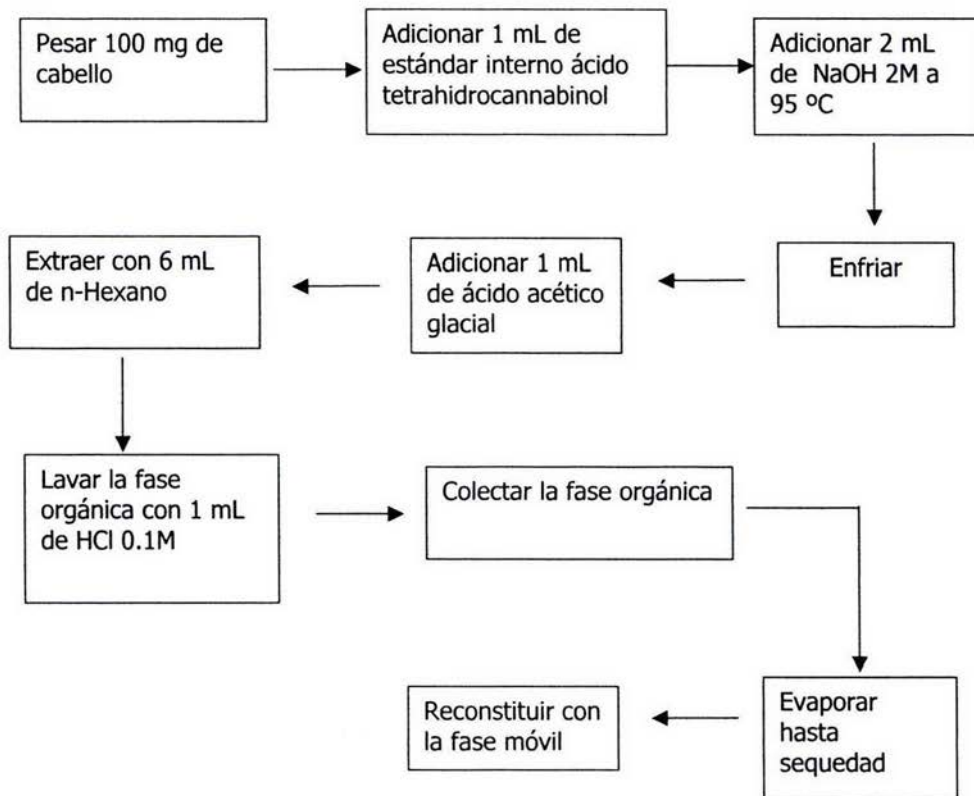 Pesar 100 mg de
cabello
Adicionar 1 mL de
estándar interno ácido
tetrahidrocannabinol
Adicionar 2 mL
de NaOH 2M a
95 ºC
Enfriar
Adicionar 1 mL
de ácido acético
glacial
Extraer con 6 mL
de n-Hexano
Lavar la fase
orgánica con 1 mL
de HCl 0.1M
Colectar la fase orgánica
Evaporar
hasta
sequedad
Reconstituir con
la fase móvil